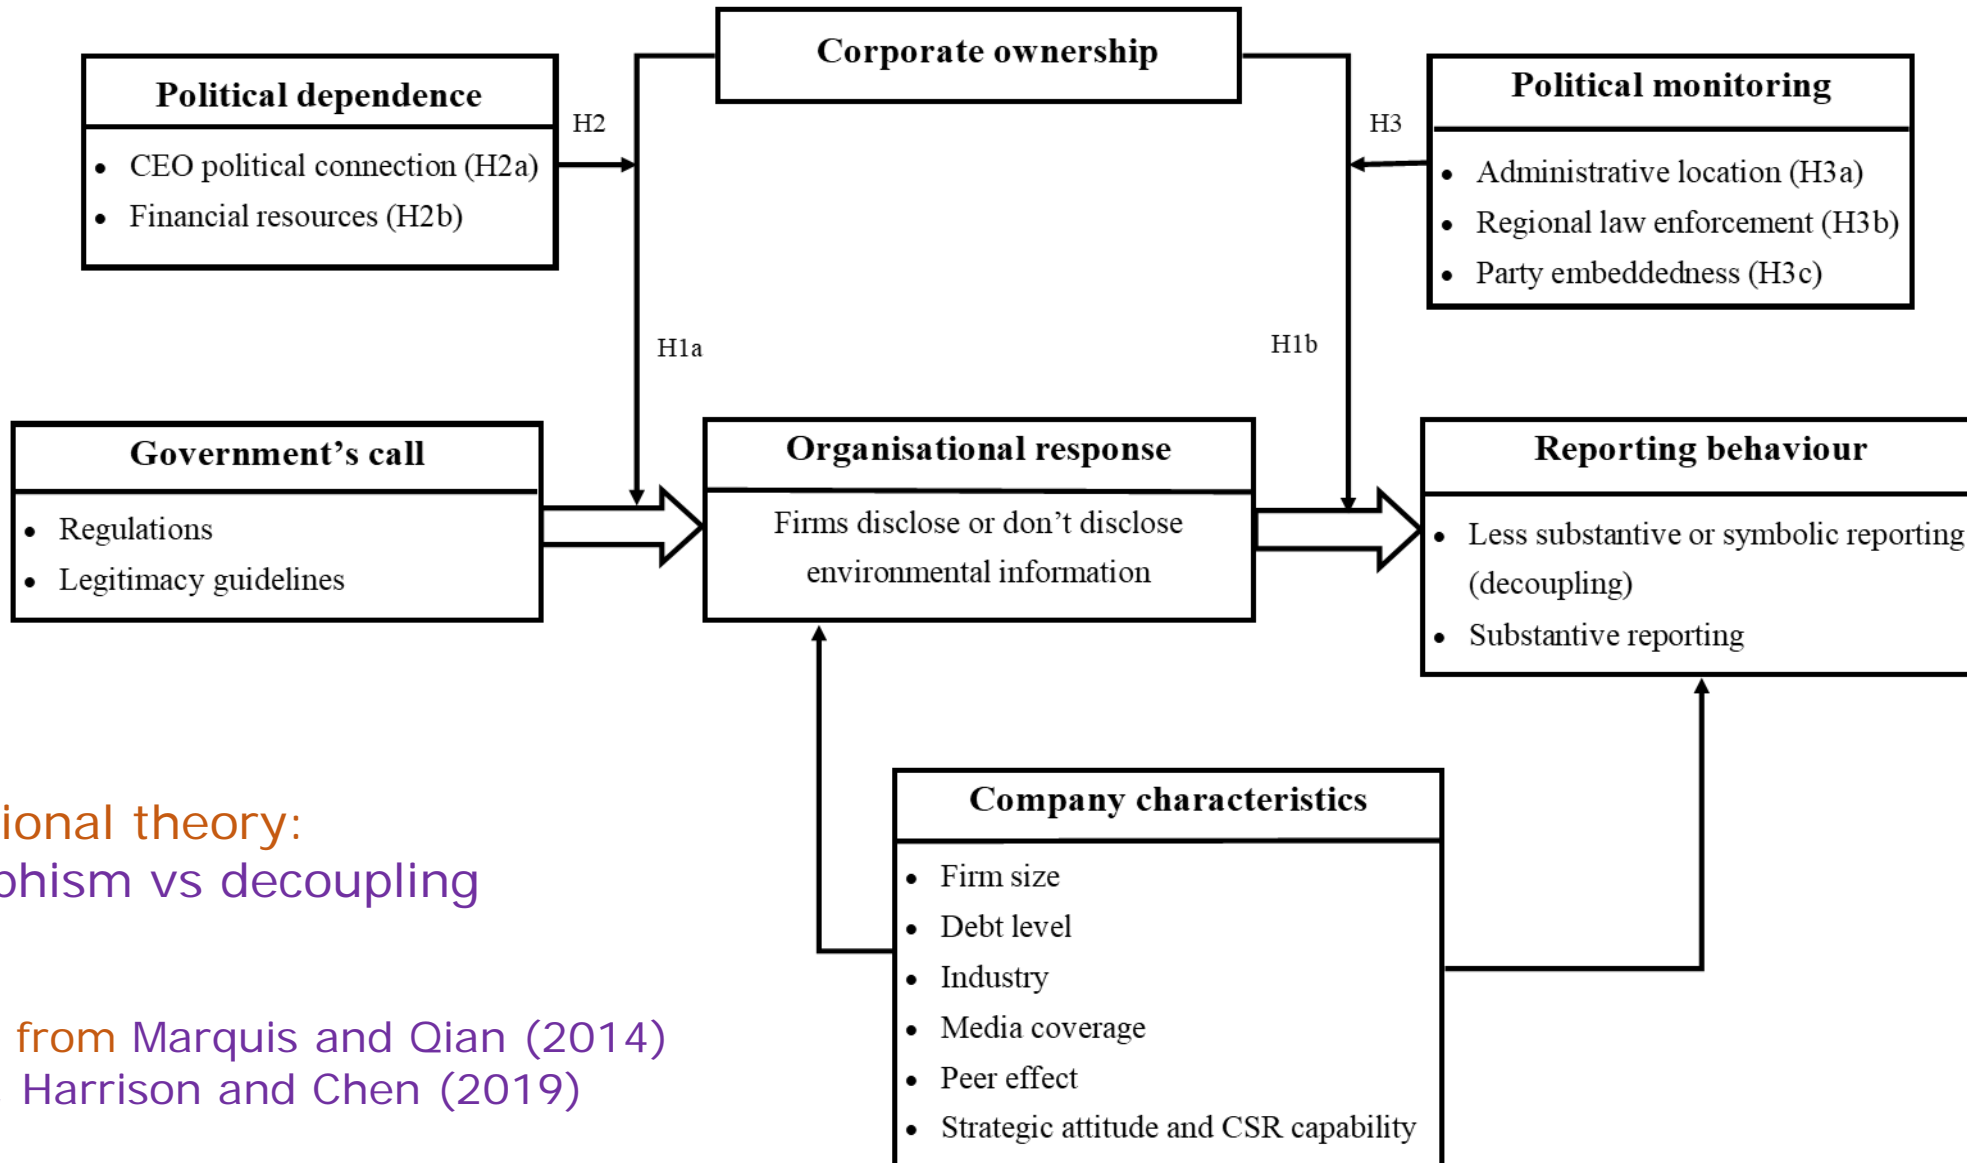 Corporate ownership
Political dependence
• CEO political connection (H2a)
• Financial resources (H2b)
H2
Political monitoring
• Administrative location (H3a)
• Regional law enforcement (H3b)
• Party embeddedness (H3c)
H3
H1a
H1b
Government’s call
• Regulations
• Legitimacy guidelines
Organisational response
Firms disclose or don’t disclose
environmental information
Reporting behaviour
• Less substantive or symbolic reporting
(decoupling)
• Substantive reporting
Company characteristics
• Firm size
• Debt level
• Industry
• Media coverage
• Peer effect
• Strategic attitude and CSR capability
theory:
vs decoupling
from Marquis and Qian (2014)
Harrison and Chen (2019)